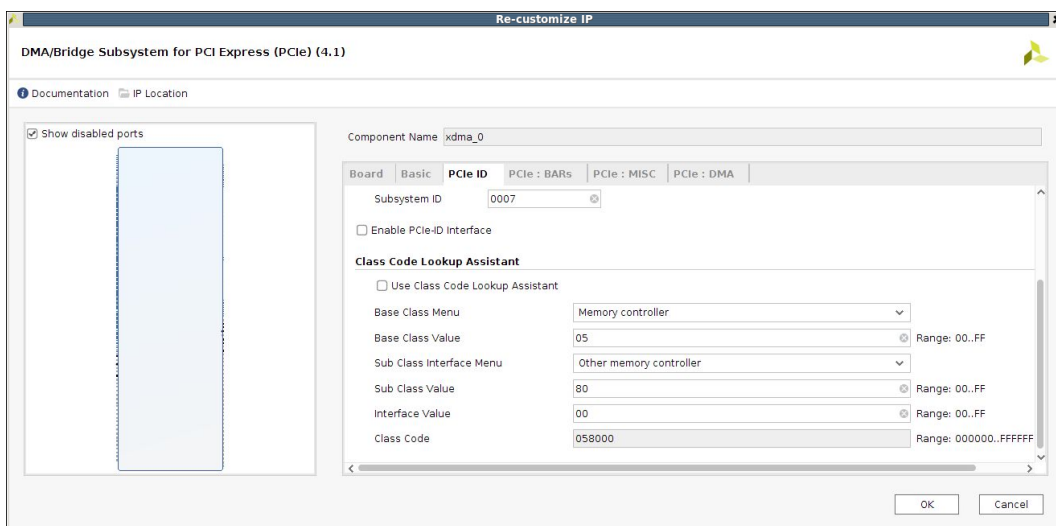 Re-customize IP
DMA/Bridge Subsystem for PCI Express (PCIe) (4.1)
Documentation IP Location
Show disabled ports
Component Name xdma_0
Board Basic PCIe ID PCIe : BARs PCIe : MISC PCIe : DMA
Subsystem ID 0007
Enable PCIe-ID Interface
Class Code Lookup Assistant
Use Class Code Lookup Assistant
Base Class Menu Memory controller
Base Class Value 05 Range: 00..FF
Sub Class Interface Menu Other memory controller
Sub Class Value 80 Range: 00..FF
Interface Value 00 Range: 00..FF
Class Code 058000 Range: 000000..FFFFFF
OK Cancel